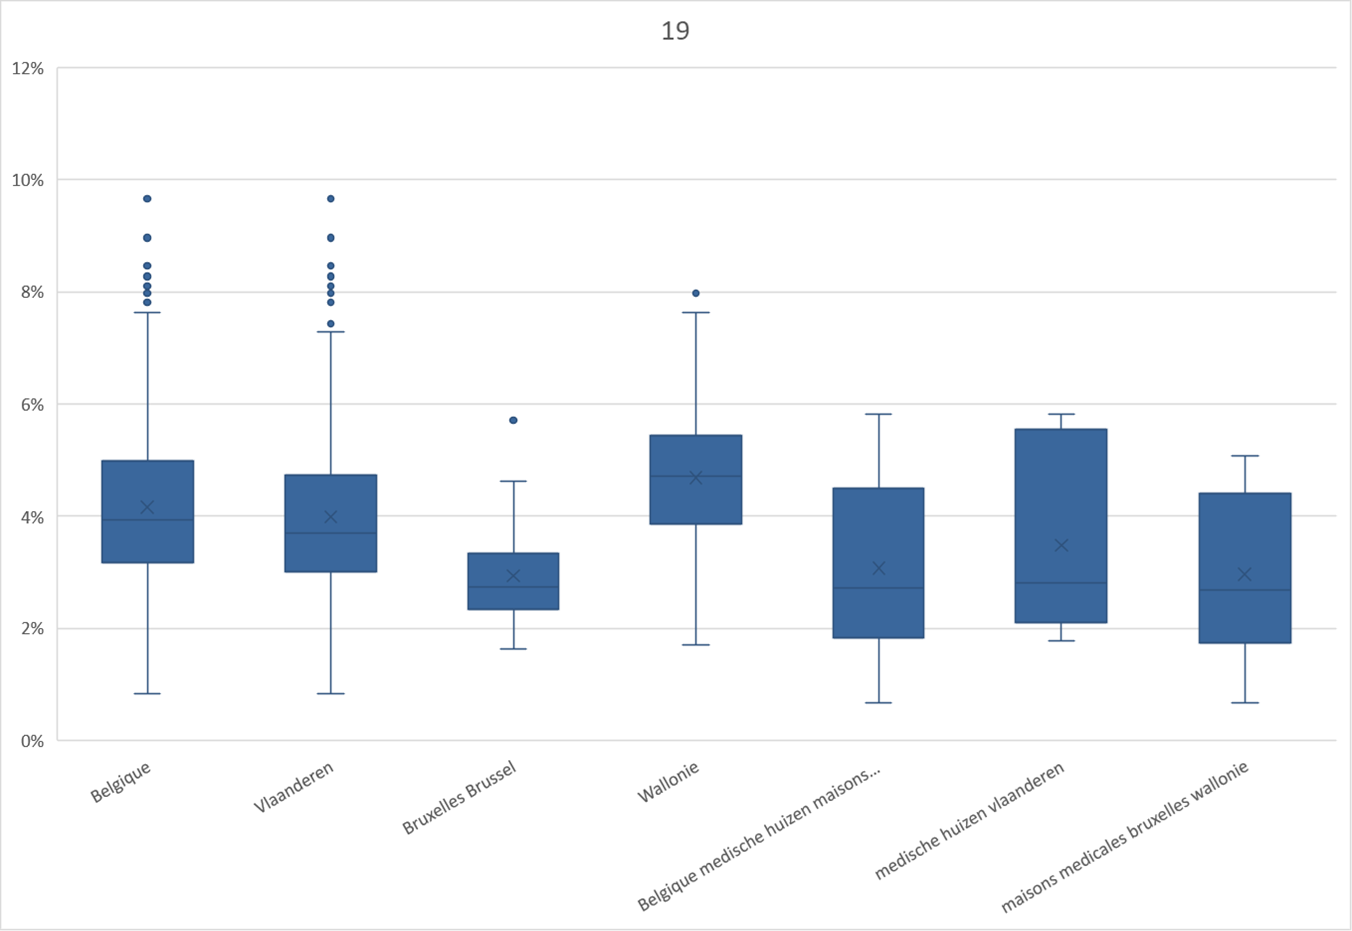 19
12%
10%
8%
6%
4%
2%
0%
Belgique
Vlaanderen
Bruxelles Brussel
Wallonie
Belgique medische huizen maisons...
medische huizen vlaanderen
maisons medicales bruxelles wallonie